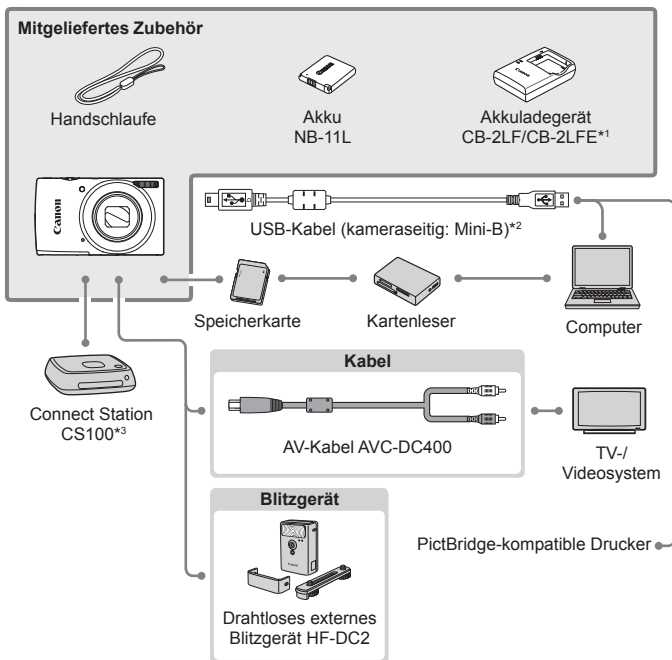 Mitgeliefertes Zubehör
Handschlaufe
Akku
NB-11L
Akkuladegerät
CB-2LF/CB-2LFE*1
Canon
USB-Kabel (kameraseitig: Mini-B)*2
Speicherkarte
Kartenleser
Computer
Connect Station
CS100*3
Kabel
AV-Kabel AVC-DC400
TV-/
Videosystem
Blitzgerät
Drahtloses externes
Blitzgerät HF-DC2
PictBridge-kompatible Drucker